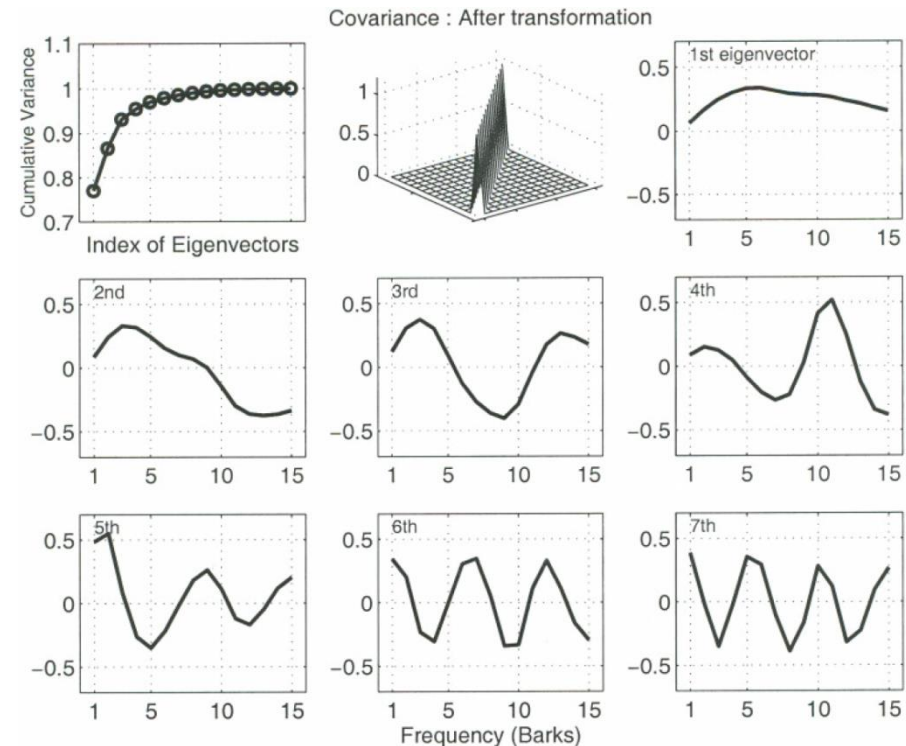 Covariance : After transformation
Cumulative Variance
1.1
1
0.9
0.8
0.7
Index of Eigenvectors
1
0.5
0
1st eigenvector
0.5
0
−0.5
1 5 10 15
2nd
0.5
0
−0.5
1 5 10 15
3rd
0.5
0
−0.5
1 5 10 15
4th
0.5
0
−0.5
1 5 10 15
5th
0.5
0
−0.5
1 5 10 15
6th
0.5
0
−0.5
1 5 10 15
7th
0.5
0
−0.5
1 5 10 15
Frequency (Barks)